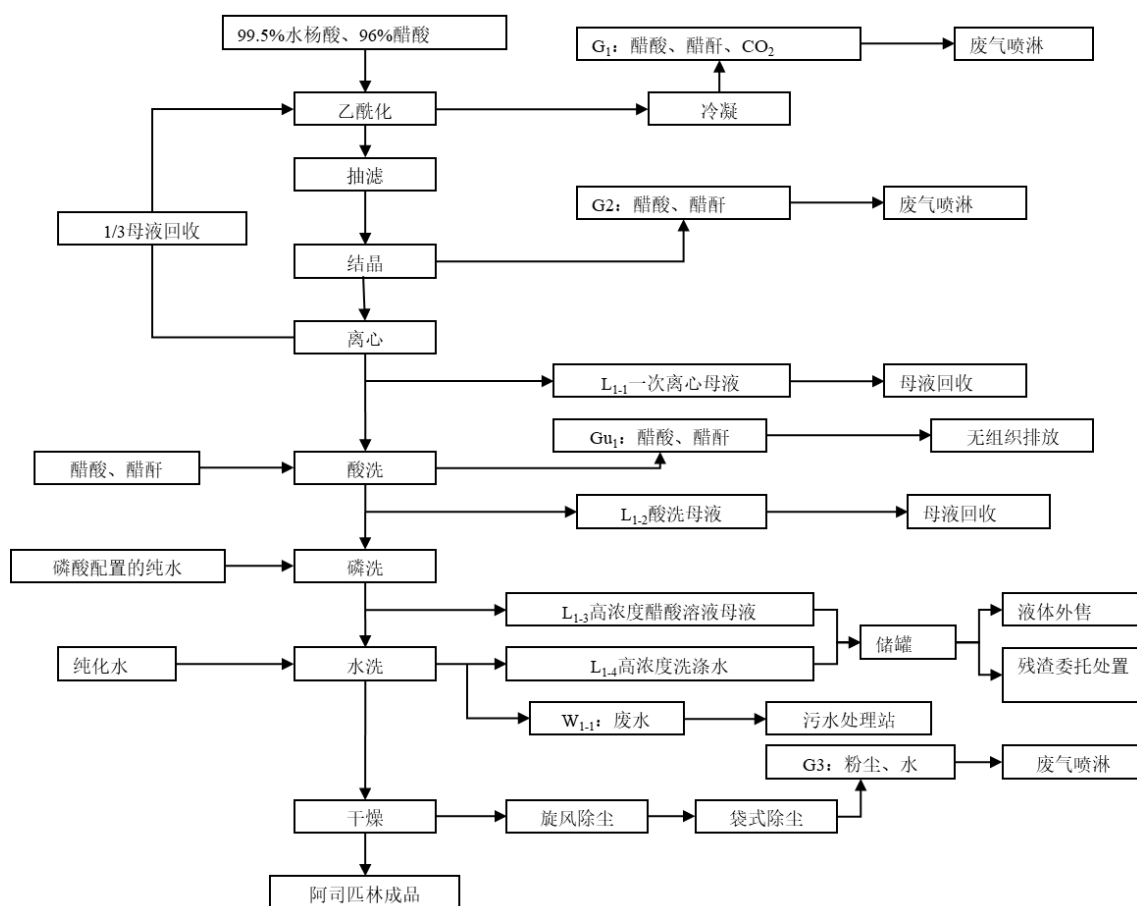 99.5%水杨酸、96%醋酸
G₁：醋酸、醋酐、CO₂
废气喷淋
乙酰化
冷凝
抽滤
G2：醋酸、醋酐
废气喷淋
1/3母液回收
结晶
离心
L₁₋₁一次离心母液
母液回收
Gu₁：醋酸、醋酐
无组织排放
醋酸、醋酐
酸洗
L₁₋₂酸洗母液
母液回收
磷酸配置的纯水
磷洗
L₁₋₃高浓度醋酸溶液母液
液体外售
储罐
纯化水
水洗
L₁₋₄高浓度洗涤水
残渣委托处置
W₁₋₁：废水
污水处理站
G3：粉尘、水
废气喷淋
干燥
旋风除尘
袋式除尘
阿司匹林成品